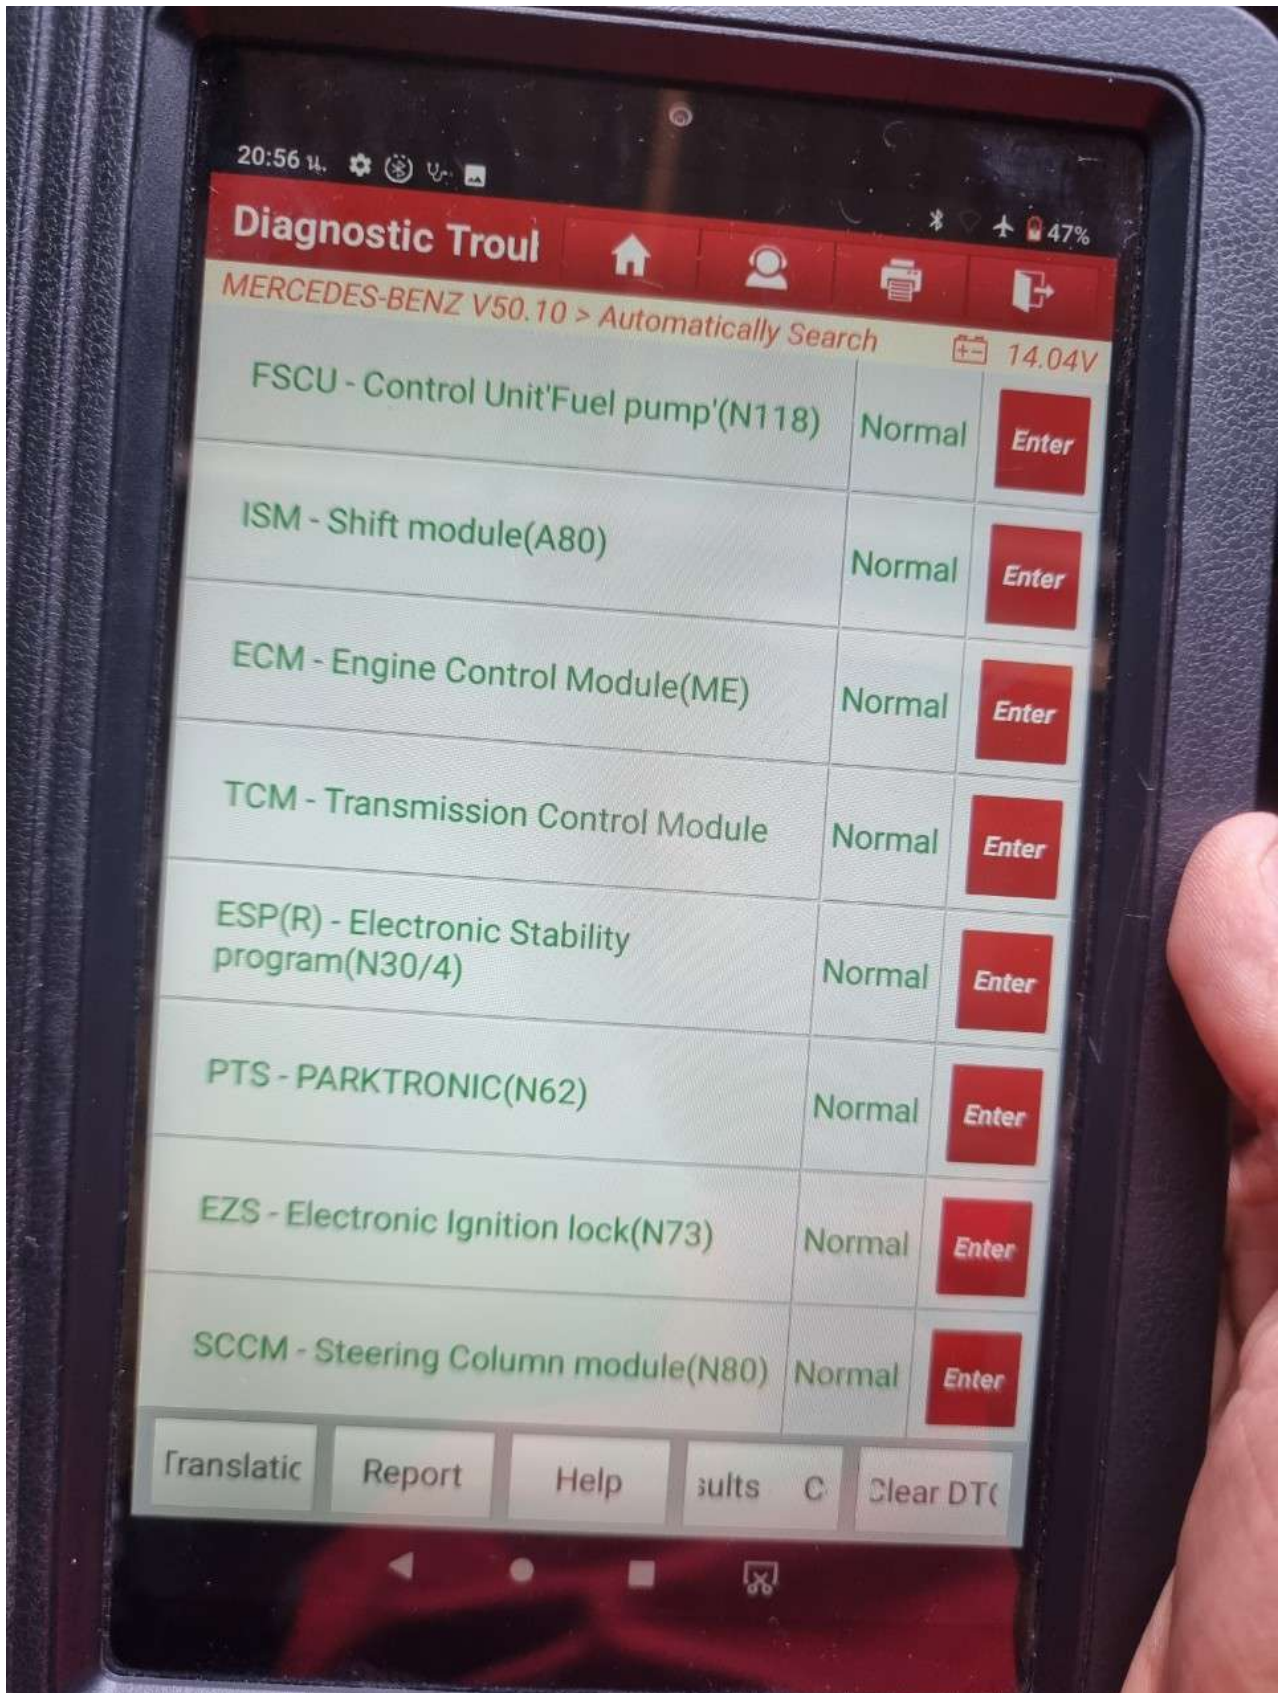 20:56 น.
47%
Diagnostic Troul
MERCEDES-BENZ V50.10 > Automatically Search
14.04V
FSCU - Control Unit'Fuel pump'(N118)
Normal
Enter
ISM - Shift module(A80)
Normal
Enter
ECM - Engine Control Module(ME)
Normal
Enter
TCM - Transmission Control Module
Normal
Enter
ESP(R) - Electronic Stability
program(N30/4)
Normal
Enter
PTS - PARKTRONIC(N62)
Normal
Enter
EZS - Electronic Ignition lock(N73)
Normal
Enter
SCCM - Steering Column module(N80)
Normal
Enter
Translatic
Report
Help
sults C
Clear DT(